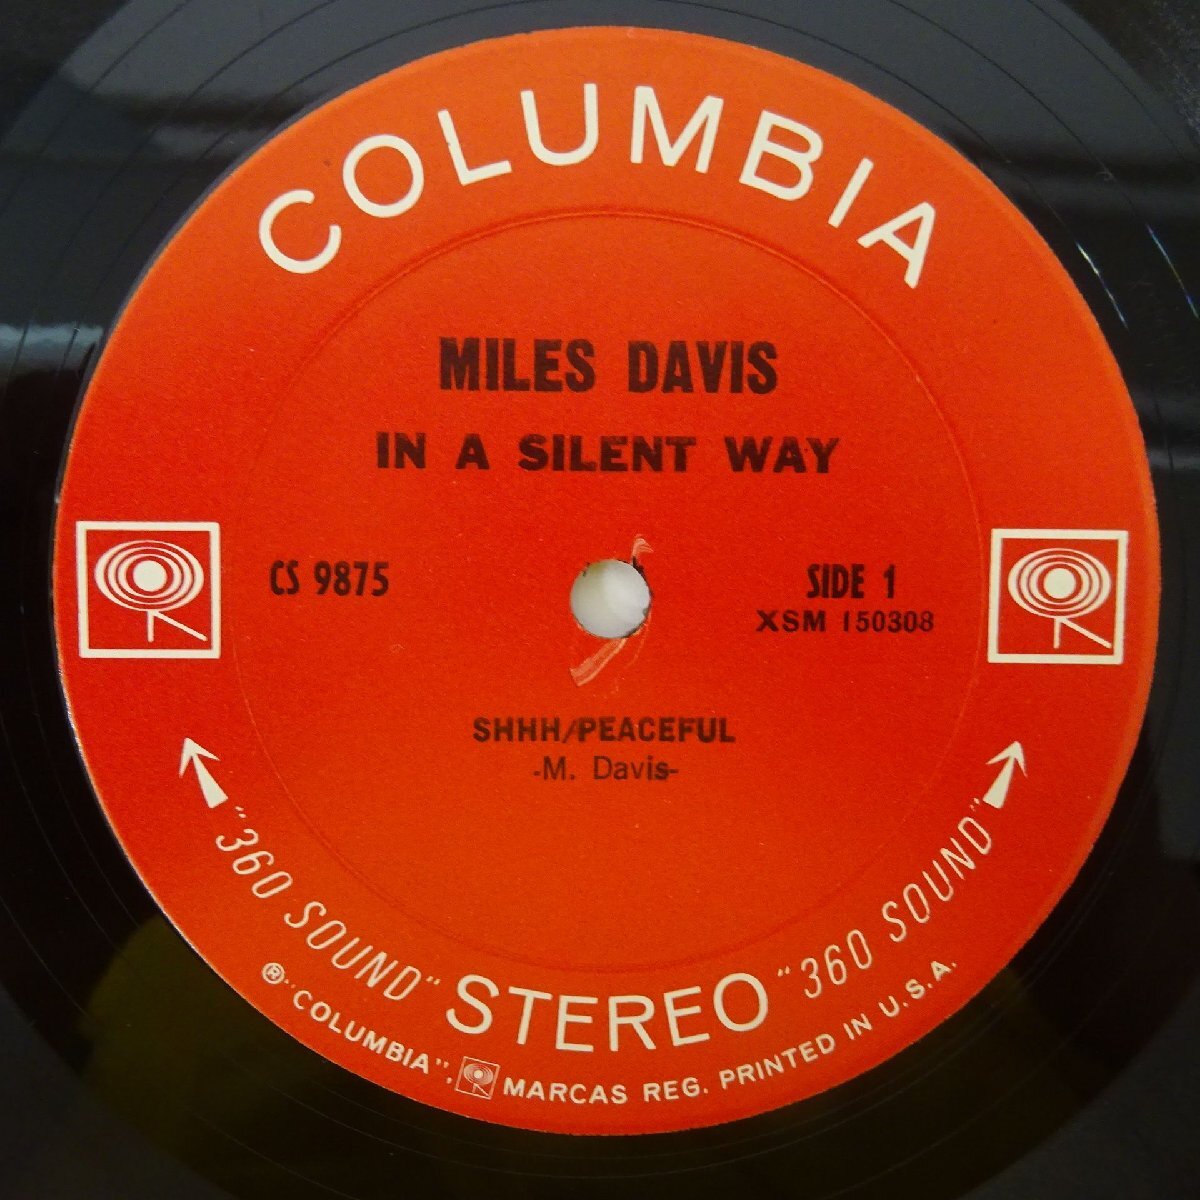 COLUMBIA
MILES DAVIS
IN A SILENT WAY
CS 9875
SIDE 1
XSM 150308
SHHH/PEACEFUL
-M. Davis-
"360 SOUND" STEREO "360 SOUND"
® "COLUMBIA", MARCAS REG. PRINTED IN U.S.A.